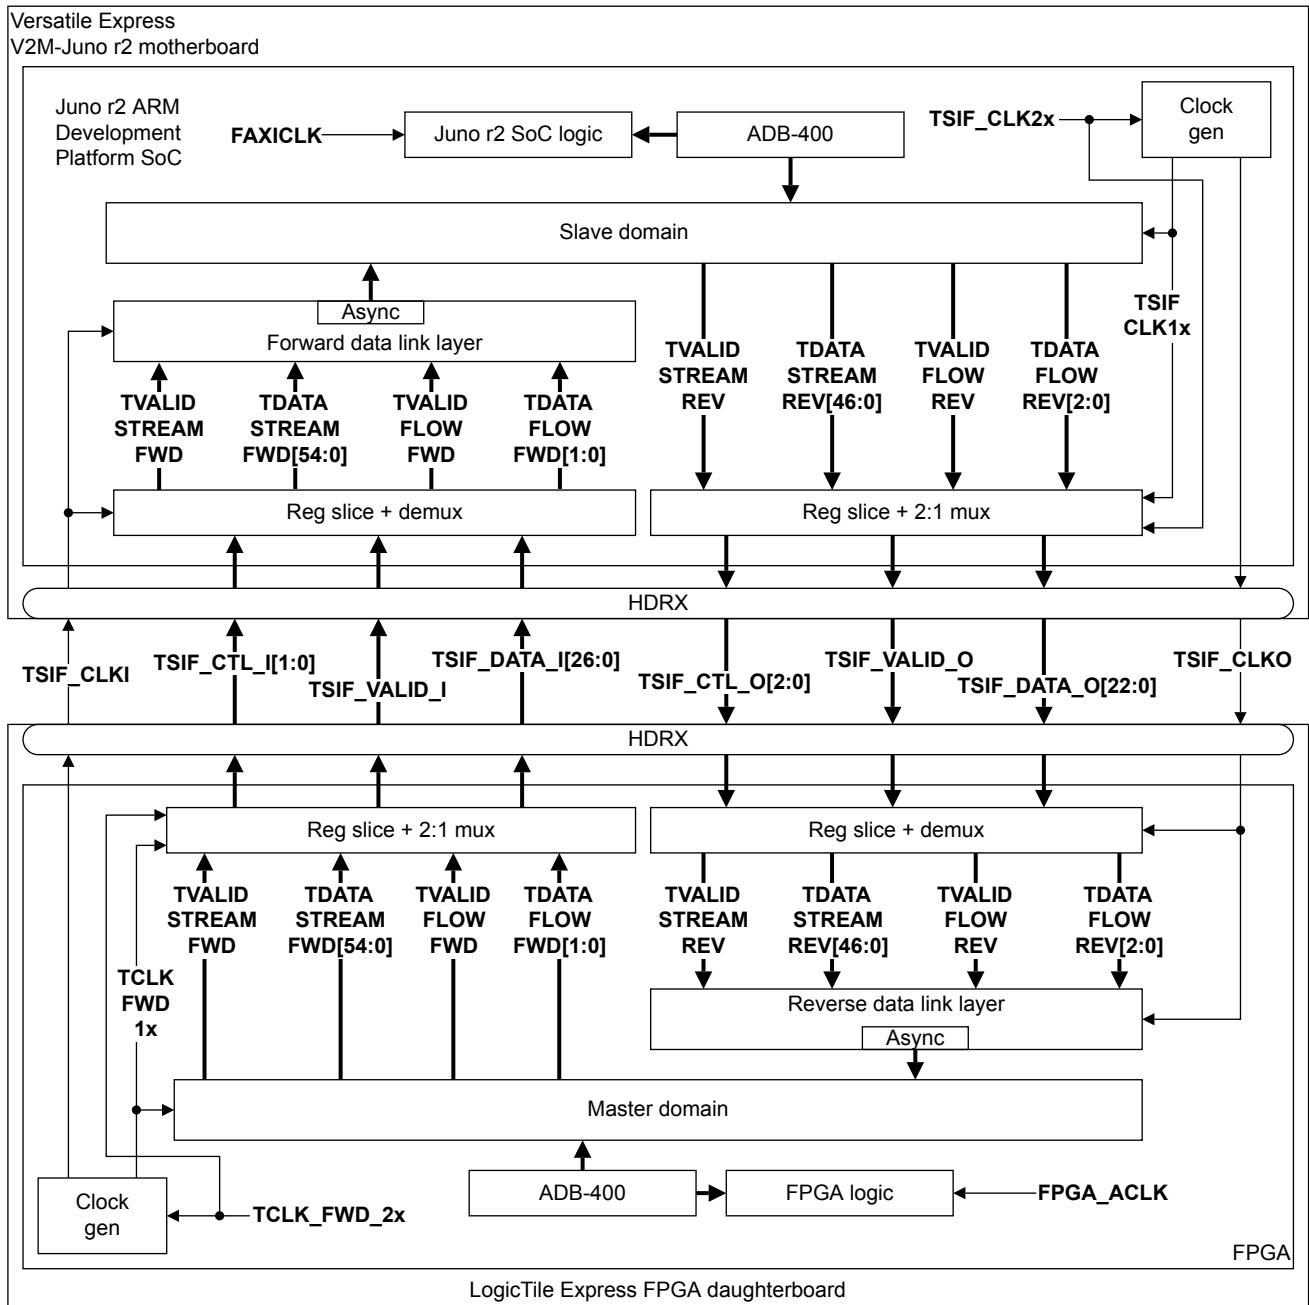 Versatile Express
V2M-Juno r2 motherboard
Juno r2 ARM
Development
Platform SoC
FAXICLK
Juno r2 SoC logic
ADB-400
TSIF_CLK2x
Clock
gen
Slave domain
TSIF
CLK1x
Async
Forward data link layer
TVALID
STREAM
FWD
TDATA
STREAM
FWD[54:0]
TVALID
FLOW
FWD
TDATA
FLOW
FWD[1:0]
TVALID
STREAM
REV
TDATA
STREAM
REV[46:0]
TVALID
FLOW
REV
TDATA
FLOW
REV[2:0]
Reg slice + demux
Reg slice + 2:1 mux
HDRX
TSIF_CLKI
TSIF_CTL_I[1:0]
TSIF_VALID_I
TSIF_DATA_I[26:0]
TSIF_CTL_O[2:0]
TSIF_VALID_O
TSIF_DATA_O[22:0]
TSIF_CLKO
HDRX
Reg slice + 2:1 mux
Reg slice + demux
TVALID
STREAM
FWD
TDATA
STREAM
FWD[54:0]
TVALID
FLOW
FWD
TDATA
FLOW
FWD[1:0]
TVALID
STREAM
REV
TDATA
STREAM
REV[46:0]
TVALID
FLOW
REV
TDATA
FLOW
REV[2:0]
TCLK
FWD
1x
Reverse data link layer
Async
Master domain
Clock
gen
TCLK_FWD_2x
ADB-400
FPGA logic
FPGA_ACLK
FPGA
LogicTile Express FPGA daughterboard